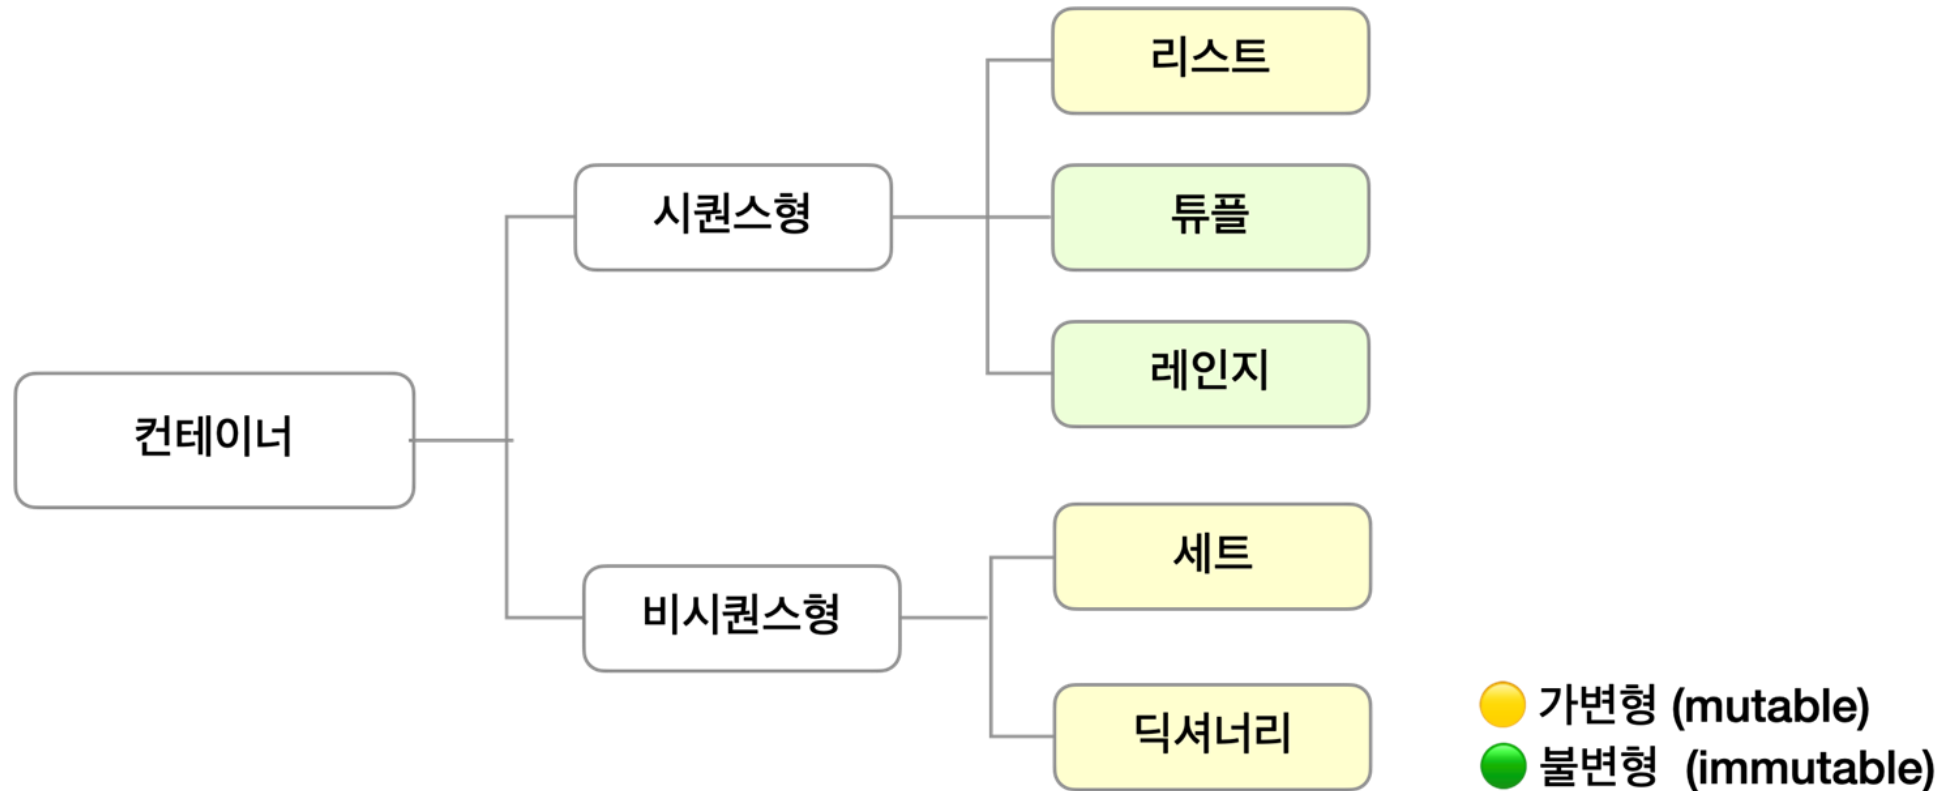 리스트
시퀀스형
튜플
레인지
컨테이너
세트
비시퀀스형
딕셔너리
가변형 (mutable)
불변형 (immutable)